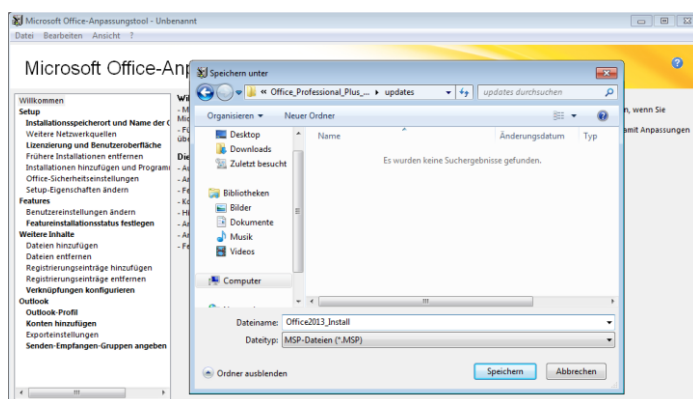 Microsoft Office-Anpassungstool - Unbenannt
Datei Bearbeiten Ansicht ?
Microsoft Office-Anp
Willkommen
Setup
Installationsspeicherort und Name der O
Weitere Netzwerkquellen
Lizenzierung und Benutzeroberfläche
Frühere Installationen entfernen
Installationen hinzufügen und Program
Office-Sicherheitseinstellungen
Setup-Eigenschaften ändern
Features
Benutzereinstellungen ändern
Featureinstallationsstatus festlegen
Weitere Inhalte
Dateien hinzufügen
Dateien entfernen
Registrierungseinträge hinzufügen
Registrierungseinträge entfernen
Verknüpfungen konfigurieren
Outlook
Outlook-Profil
Konten hinzufügen
Exporteinstellungen
Senden-Empfangen-Gruppen angeben
n, wenn Sie
amit Anpassungen
Speichern unter
« Office_Professional_Plus_... ▸ updates
updates durchsuchen
Organisieren
Neuer Ordner
Desktop
Downloads
Zuletzt besucht
Bibliotheken
Bilder
Dokumente
Musik
Videos
Computer
Name
Änderungsdatum
Typ
Es wurden keine Suchergebnisse gefunden.
Dateiname: Office2013_Install
Dateityp: MSP-Dateien (*.MSP)
Ordner ausblenden
Speichern
Abbrechen